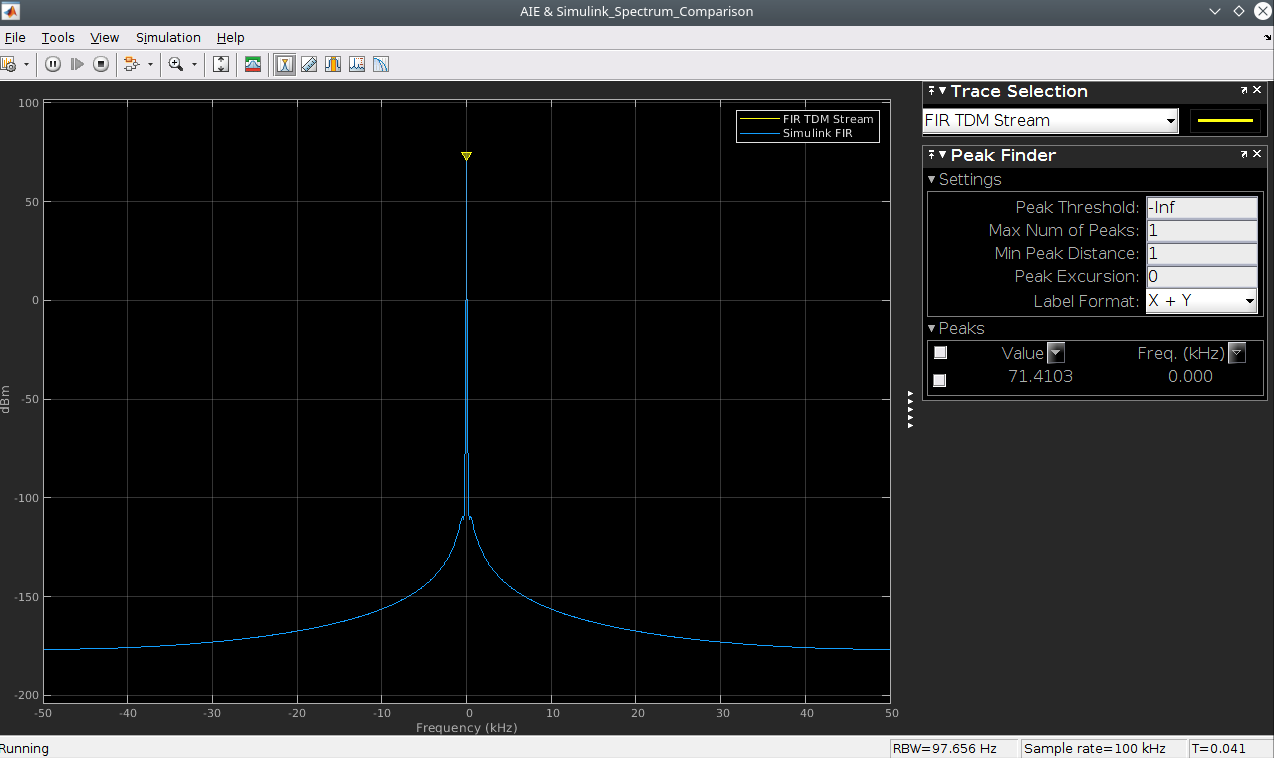 AIE & Simulink_Spectrum_Comparison
File Tools View Simulation Help
100
50
0
-50
-100
-150
-200
dBm
FIR TDM Stream
Simulink FIR
-50 -40 -30 -20 -10 0 10 20 30 40 50
Frequency (kHz)
Trace Selection
FIR TDM Stream
Peak Finder
Settings
Peak Threshold: -Inf
Max Num of Peaks: 1
Min Peak Distance: 1
Peak Excursion: 0
Label Format: X + Y
Peaks
Value Freq. (kHz)
71.4103 0.000
Running RBW=97.656 Hz Sample rate=100 kHz T=0.041